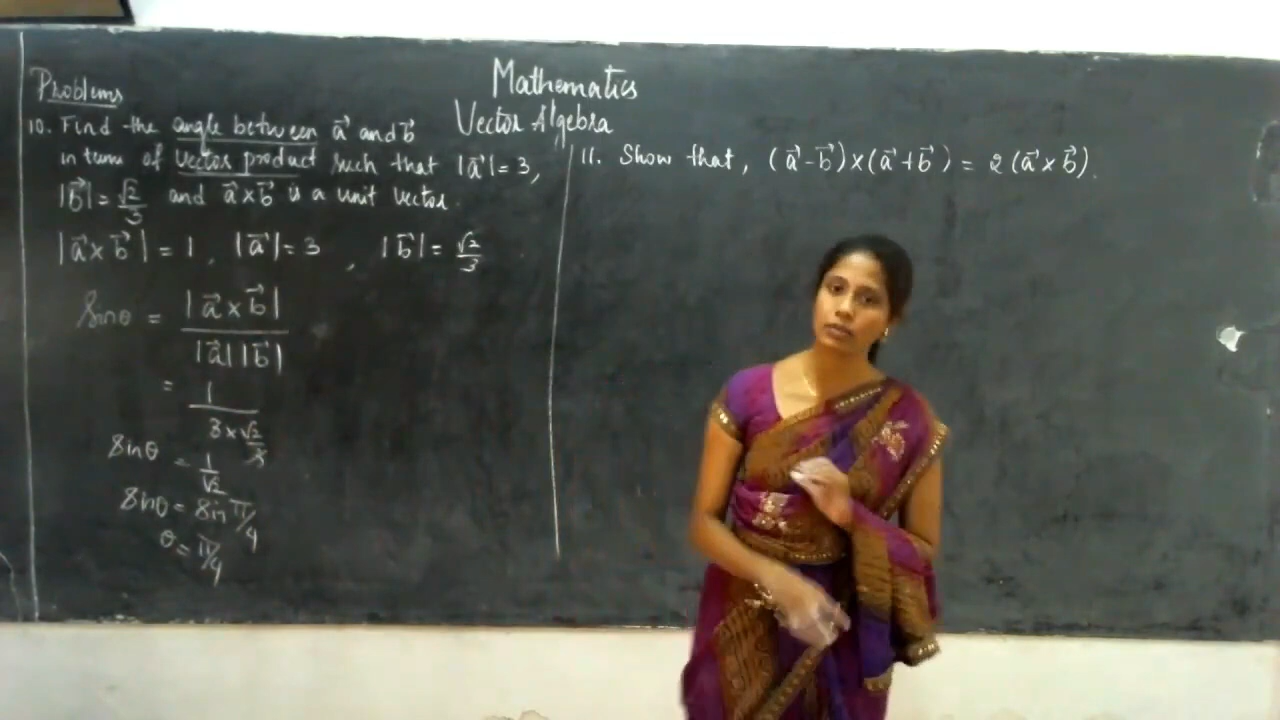 Mathematics
Vector Algebra
Problems
10. Find the angle between a⃗ and b⃗
in term of vector product such that |a⃗| = 3,
|b⃗| = √2/3 and a⃗×b⃗ is a unit vector.
|a⃗×b⃗| = 1, |a⃗| = 3, |b⃗| = √2/3
Sinθ = |a⃗×b⃗| / |a⃗||b⃗|
= 1 / 3×√2/3
Sinθ = 1/√2
Sinθ = Sin π/4
θ = π/4
11. Show that, (a⃗-b⃗)×(a⃗+b⃗) = 2(a⃗×b⃗).